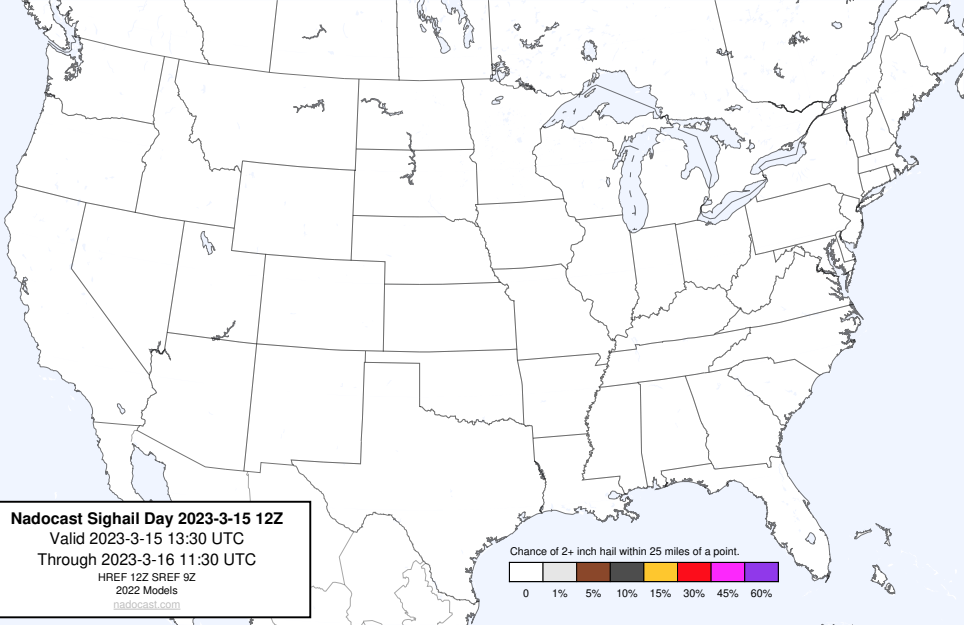 Nadocast Sighail Day 2023-3-15 12Z
Valid 2023-3-15 13:30 UTC
Through 2023-3-16 11:30 UTC
HREF 12Z SREF 9Z
2022 Models
nadocast.com
Chance of 2+ inch hail within 25 miles of a point.
0 1% 5% 10% 15% 30% 45% 60%